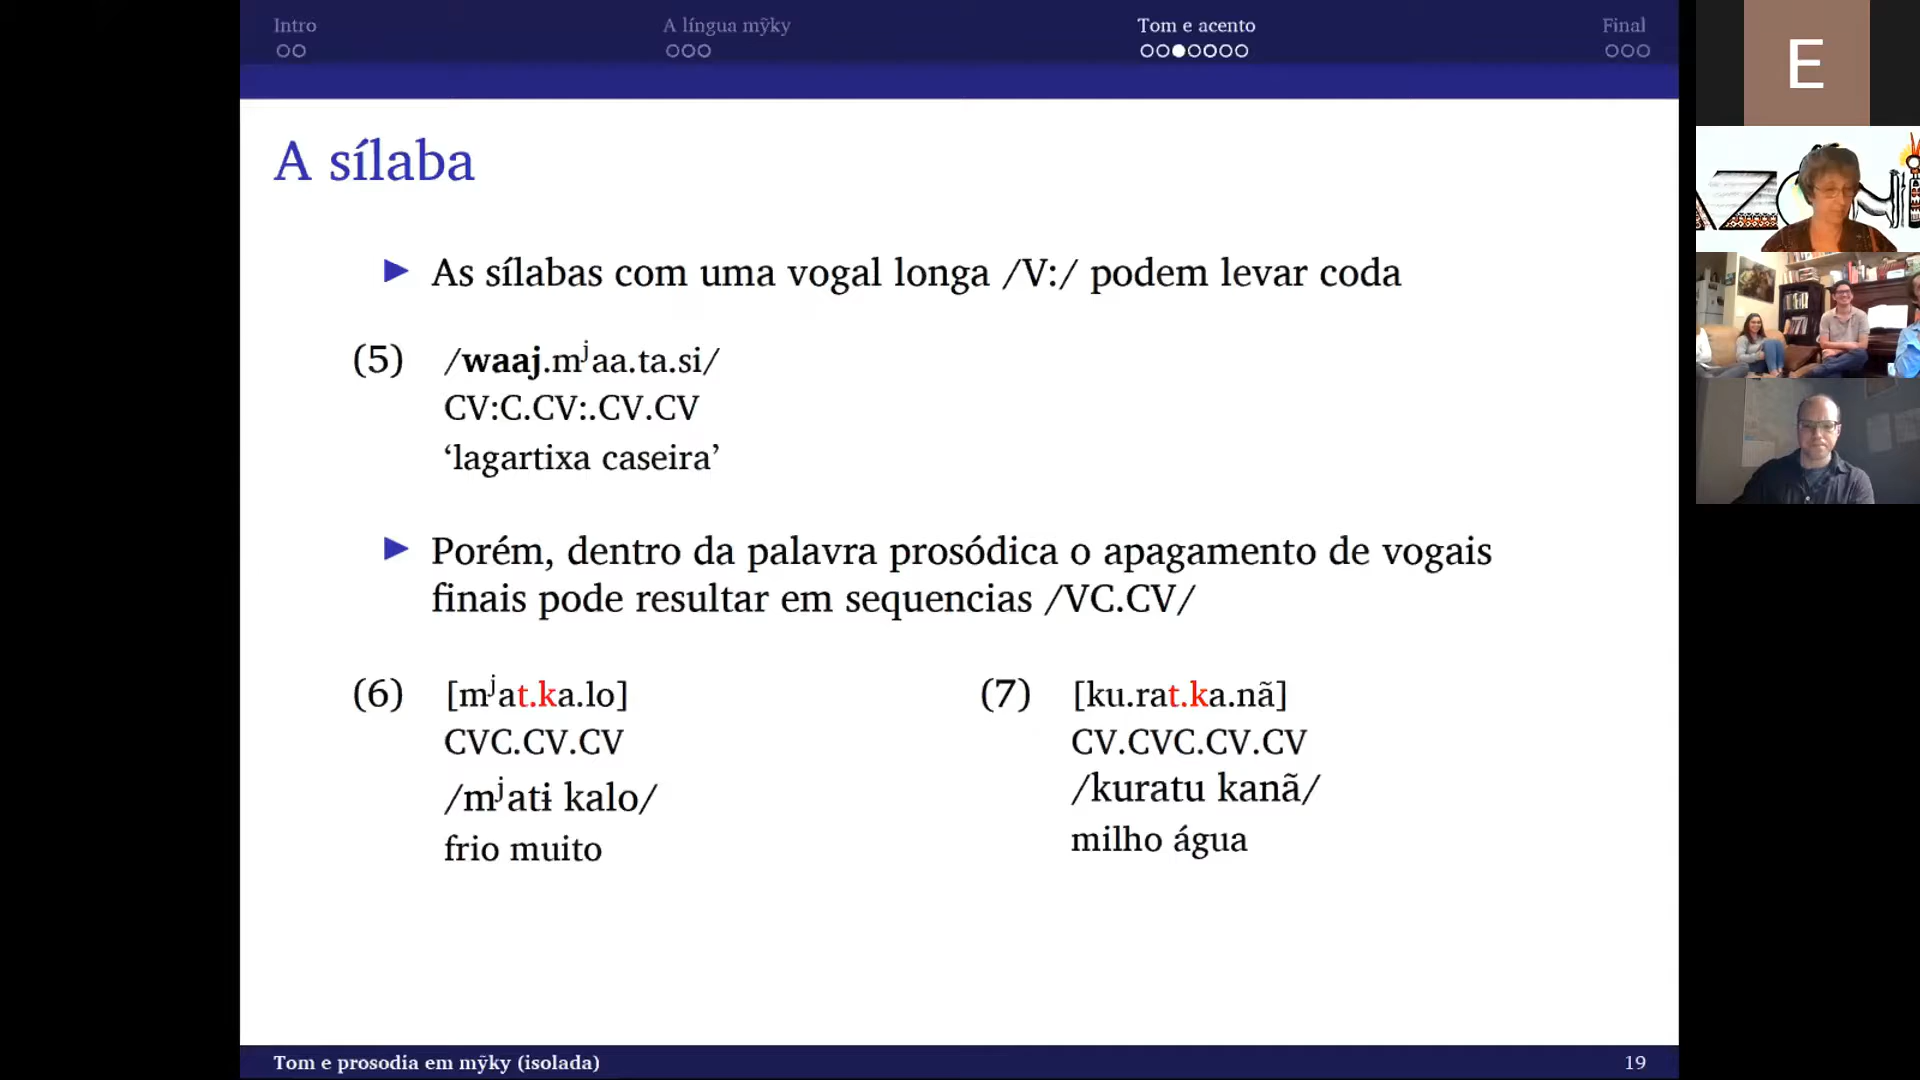 Intro
A língua mỹky
Tom e acento
Final
A sílaba
▶ As sílabas com uma vogal longa /V:/ podem levar coda
(5) /waaj.mʲaa.ta.si/
CV:C.CV:.CV.CV
‘lagartixa caseira’
▶ Porém, dentro da palavra prosódica o apagamento de vogais
finais pode resultar em sequencias /VC.CV/
(6) [mʲat.ka.lo]
CVC.CV.CV
/mʲatɨ kalo/
frio muito
(7) [ku.rat.ka.nã]
CV.CVC.CV.CV
/kuratu kanã/
milho água
Tom e prosodia em mỹky (isolada)
19
E